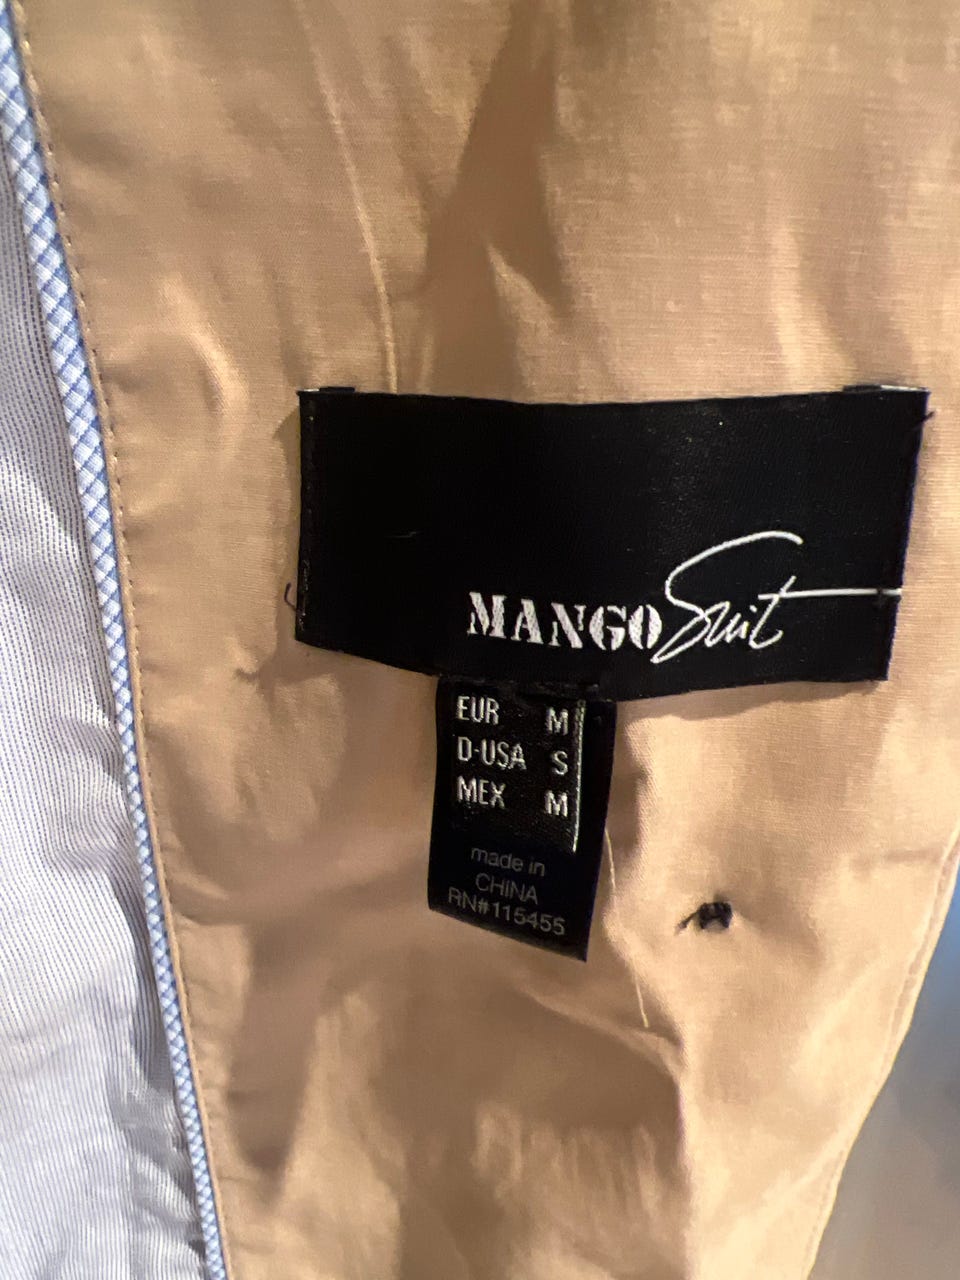 MANGO Suit
EUR M
D-USA S
MEX M
made in
CHINA
RN#115455